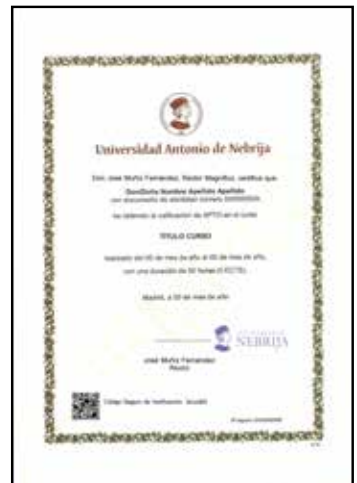 Universidad Antonio de Nebrija
Don José Muñiz Fernández, Rector Magnífico, certifica que
Don/Doña Nombre Apellido Apellido
con documento de identidad número
ha obtenido la calificación de APTO en el curso
TÍTULO CURSO
realizado del 00 de mes de año al 00 de mes de año,
con una duración de 00 horas (0 ECTS).
Madrid, a 00 de mes de año
NEBRIJA
José Muñiz Fernández
Rector
Código Seguro de Verificación: